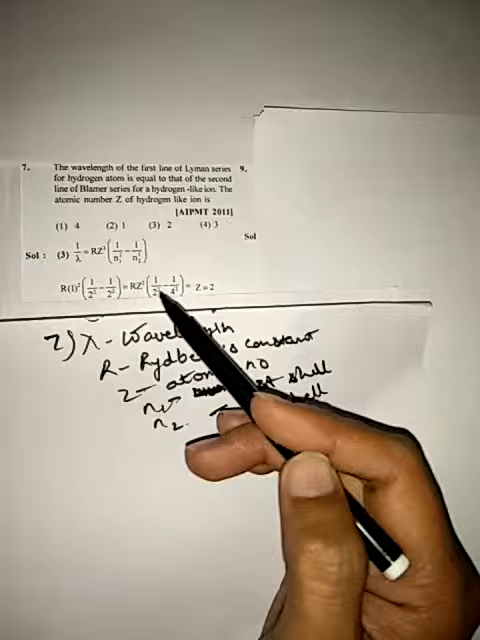 7. The wavelength of the first line of Lyman series 9.
for hydrogen atom is equal to that of the second
line of Blamer series for a hydrogen -like ion. The
atomic number Z of hydrogen like ion is
[AIPMT 2011]
(1) 4 (2) 1 (3) 2 (4) 3
Sol
Sol : (3) 1/λ = RZ² (1/n₁² − 1/n₂²)
R(1)² (1/2² − 1/2²) = RZ² (1/2² − 1/4²) = Z = 2
2) λ - Wavelength
R - Rydberg's constant
Z - atomic no
n₁ shell
n₂. shell